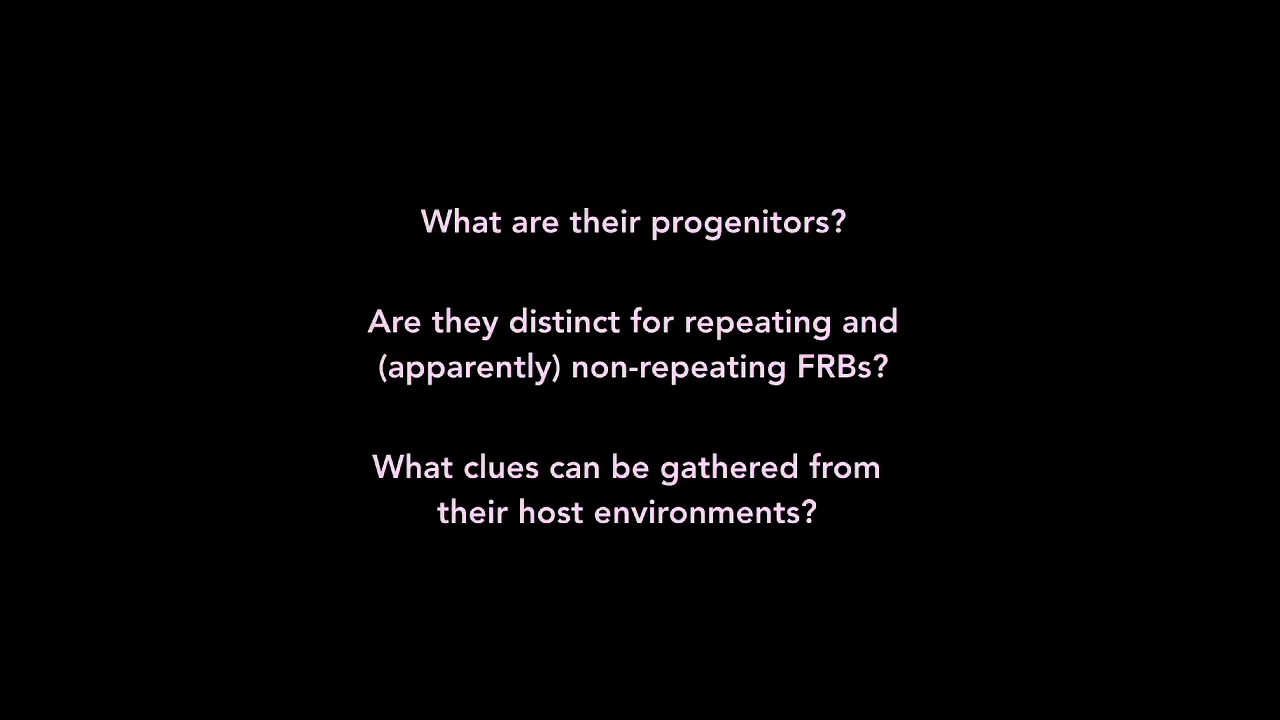 What are their progenitors?
Are they distinct for repeating and
(apparently) non-repeating FRBs?
What clues can be gathered from
their host environments?